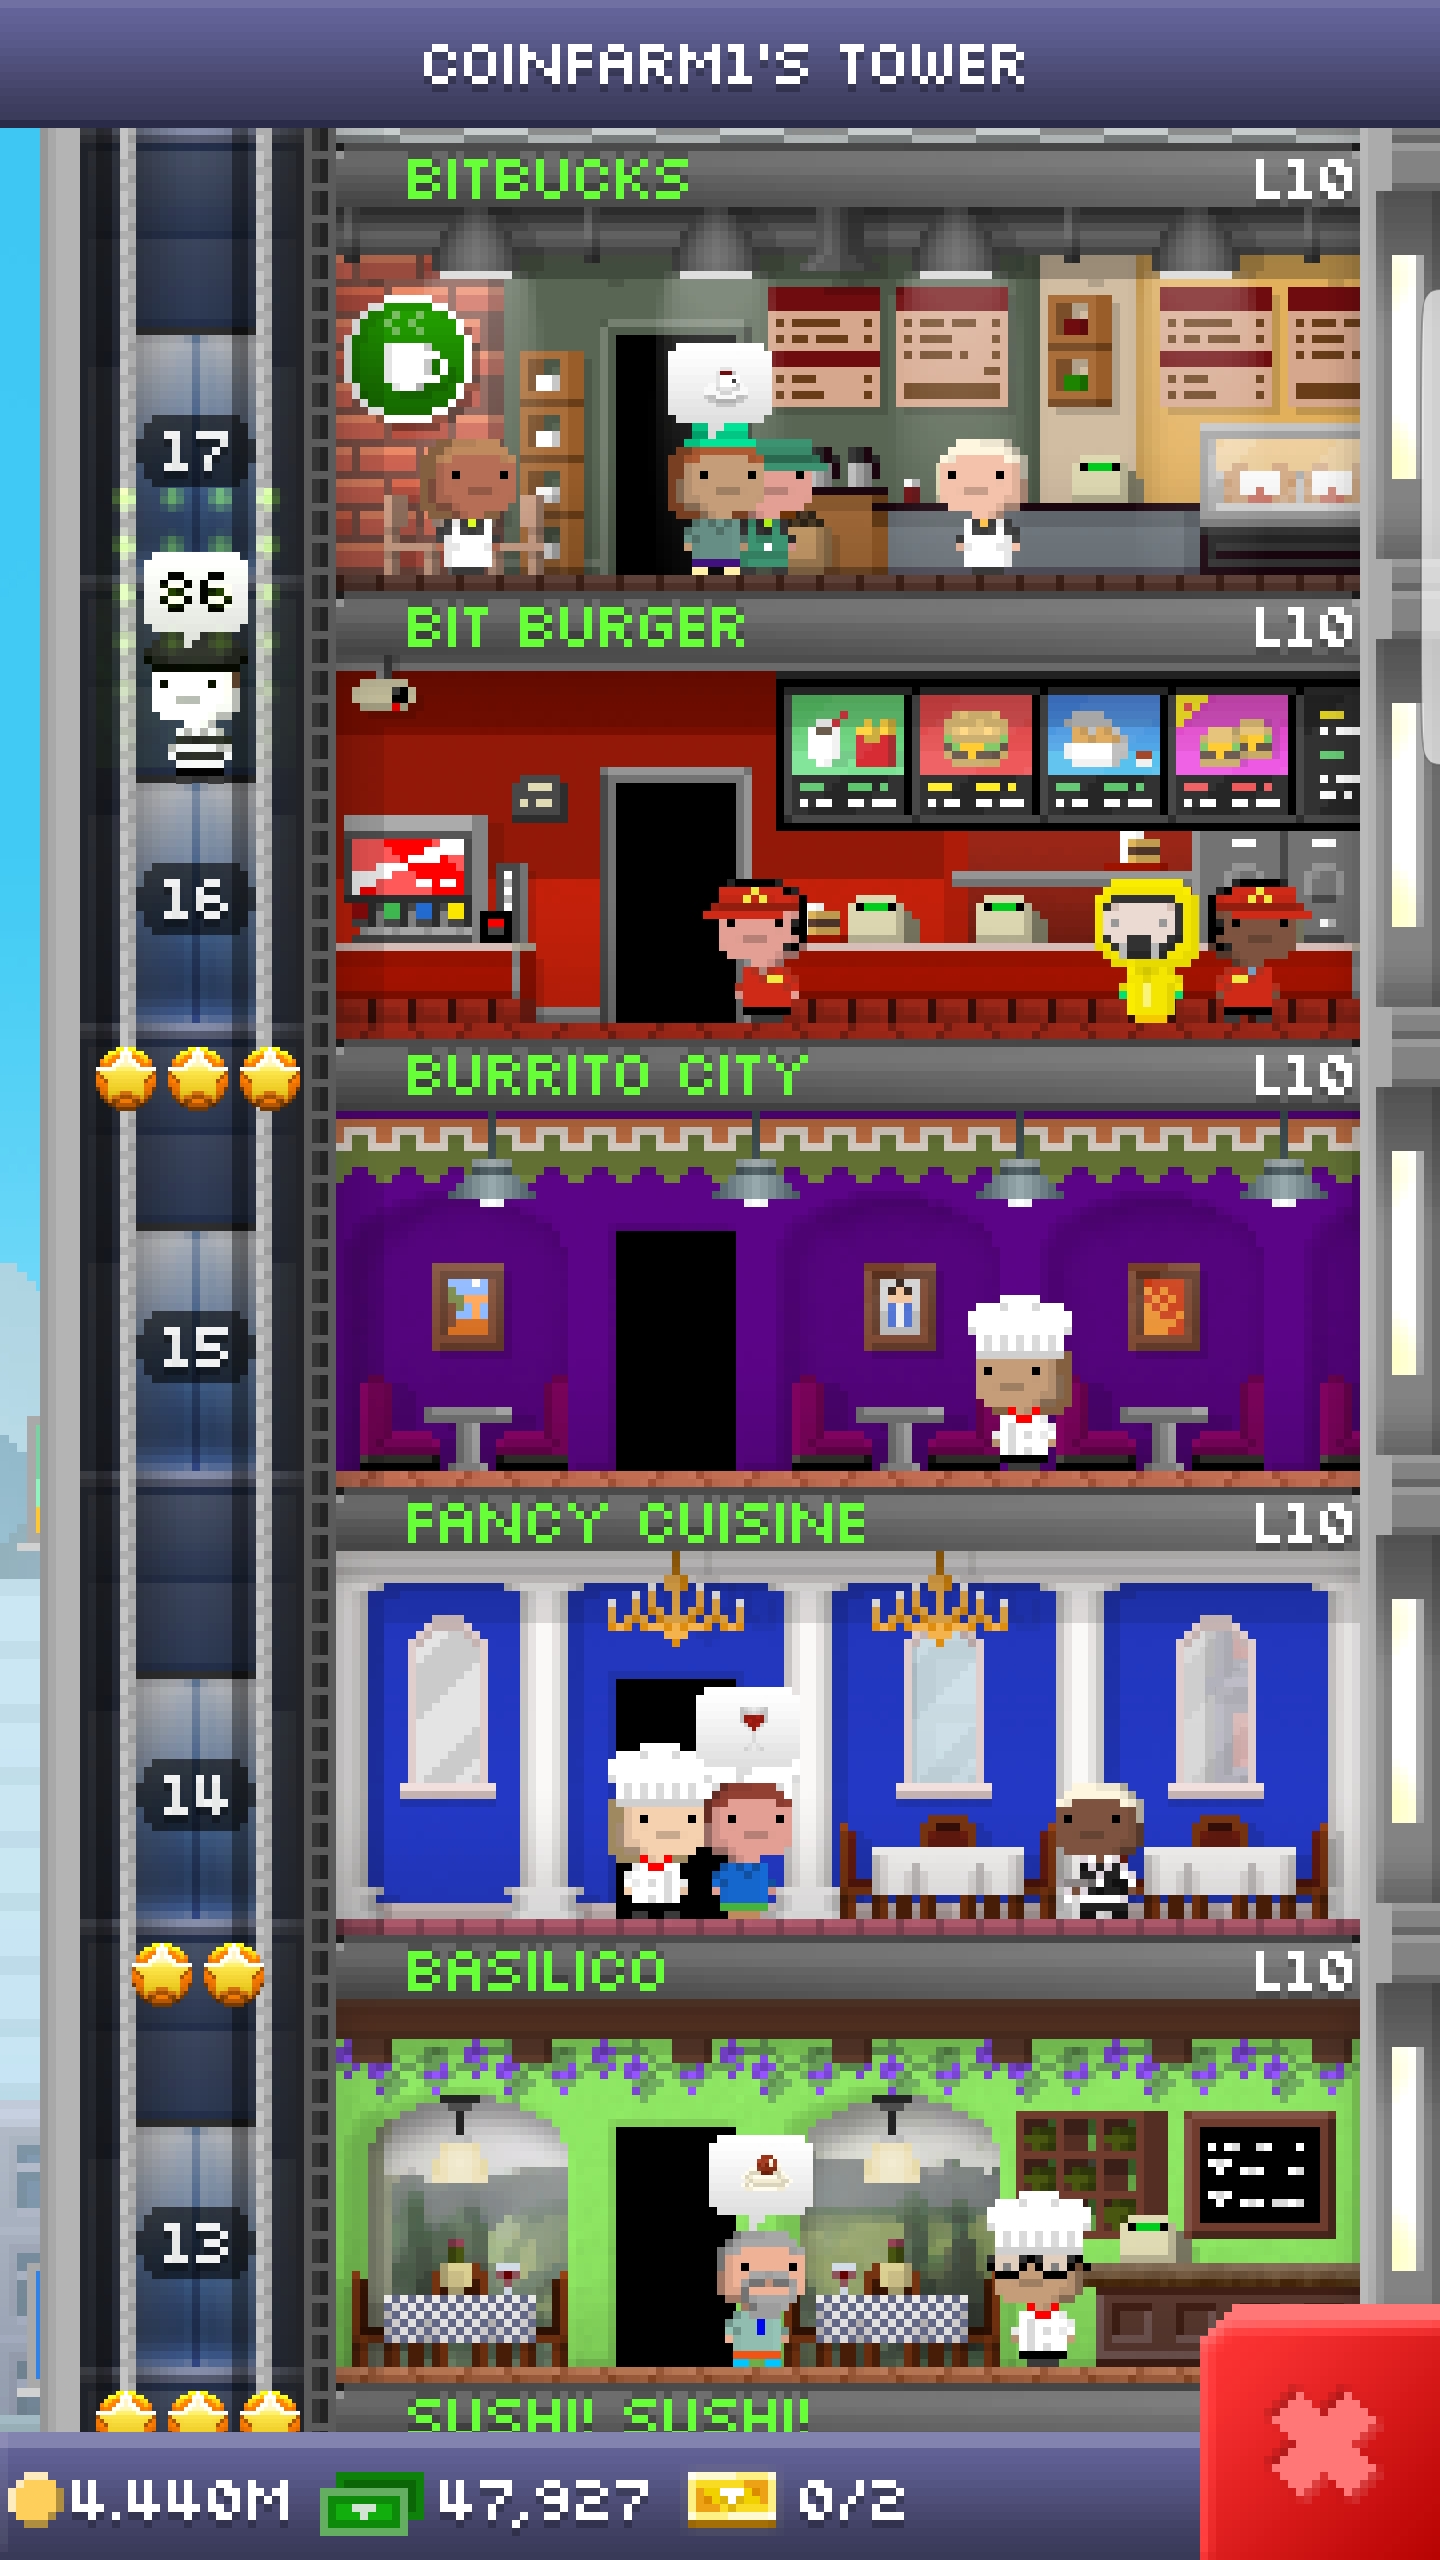 COINFARM1'S TOWER
BITBUCKS L10
17
86
BIT BURGER L10
16
BURRITO CITY L10
15
FANCY CUISINE L10
14
BASILICO L10
13
SUSHI! SUSHI!
4.440M 47,927 0/2